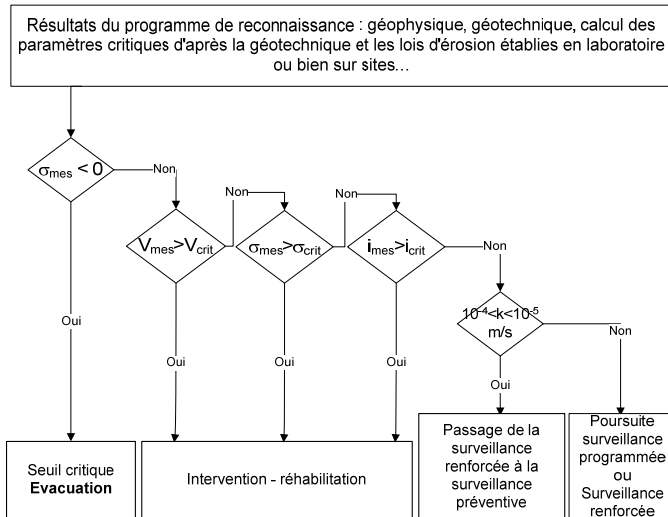 Résultats du programme de reconnaissance : géophysique, géotechnique, calcul des
paramètres critiques d'après la géotechnique et les lois d'érosion établies en laboratoire
ou bien sur sites...
σmes < 0
Non
Non
Non
Vmes>Vcrit
σmes>σcrit
imes>icrit
Non
10-4<k<10-5
m/s
Non
Oui
Oui
Oui
Oui
Oui
Seuil critique
Evacuation
Intervention - réhabilitation
Passage de la
surveillance
renforcée à la
surveillance
préventive
Poursuite
surveillance
programmée
ou
Surveillance
renforcée